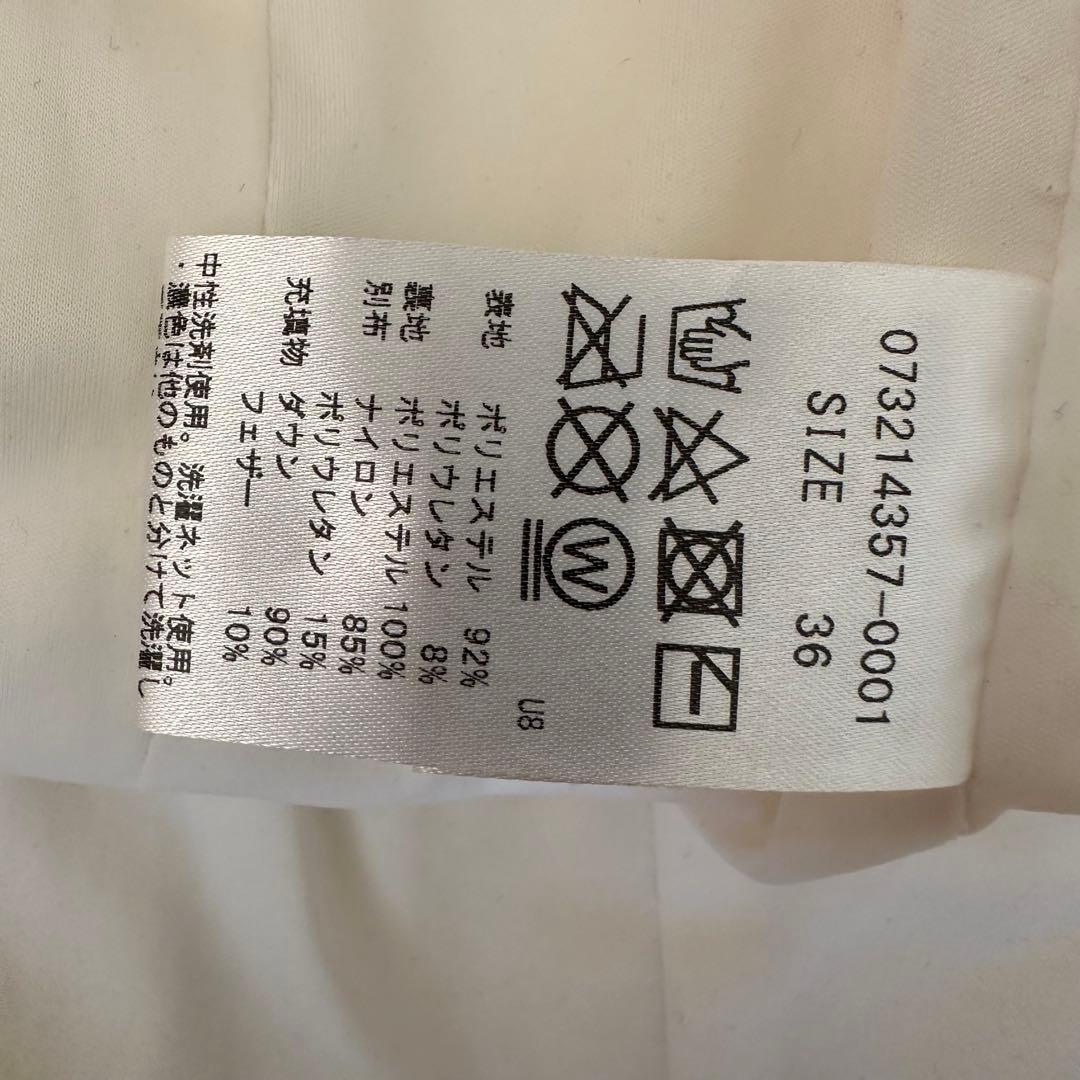 073214357-0001
SIZE 36
W
U8
表地 ポリエステル 92%
ポリウレタン 8%
裏地 ポリエステル 100%
別布 ナイロン 85%
ポリウレタン 15%
充填物 ダウン 90%
フェザー 10%
中性洗剤使用。洗濯ネット使用。
・濃色は他のものと分けて洗濯し